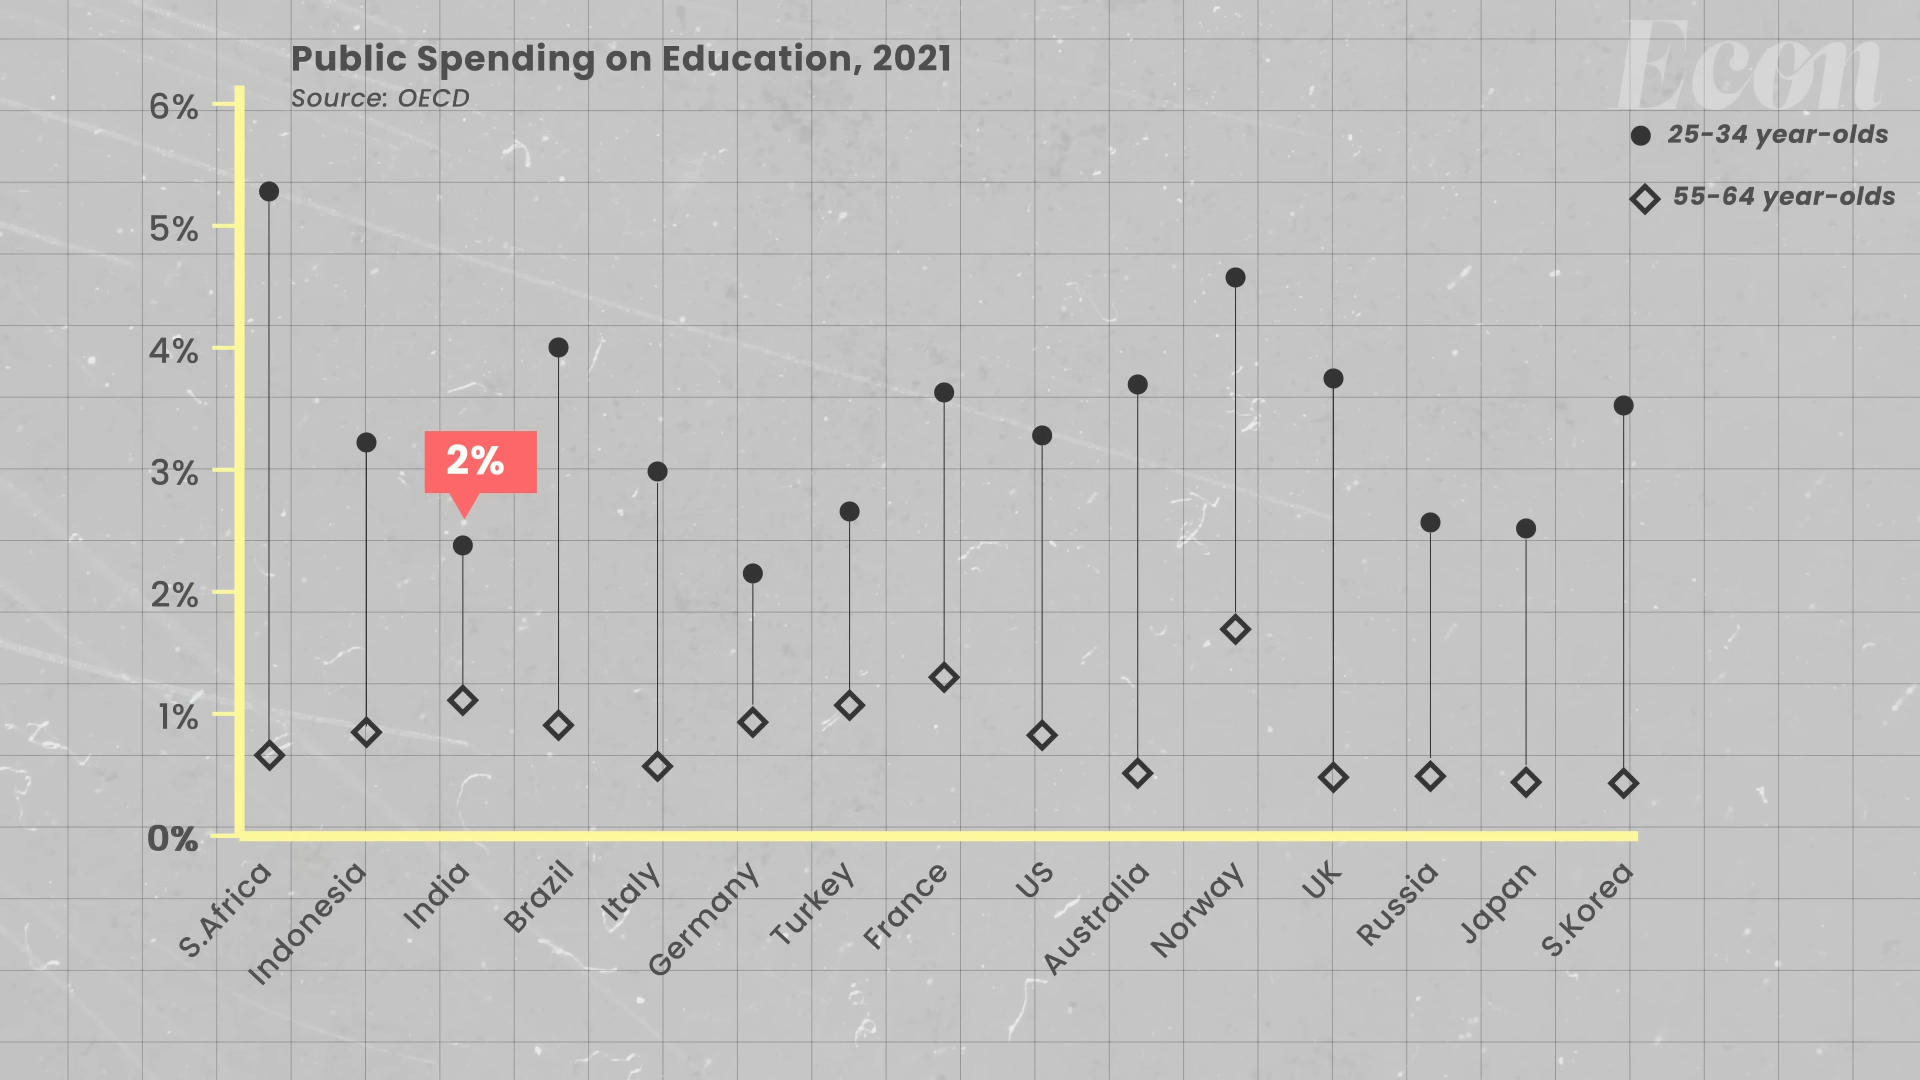 Econ
Public Spending on Education, 2021
Source: OECD
25-34 year-olds
55-64 year-olds
6%
5%
4%
3%
2%
1%
0%
2%
S.Africa
Indonesia
India
Brazil
Italy
Germany
Turkey
France
US
Australia
Norway
UK
Russia
Japan
S.Korea